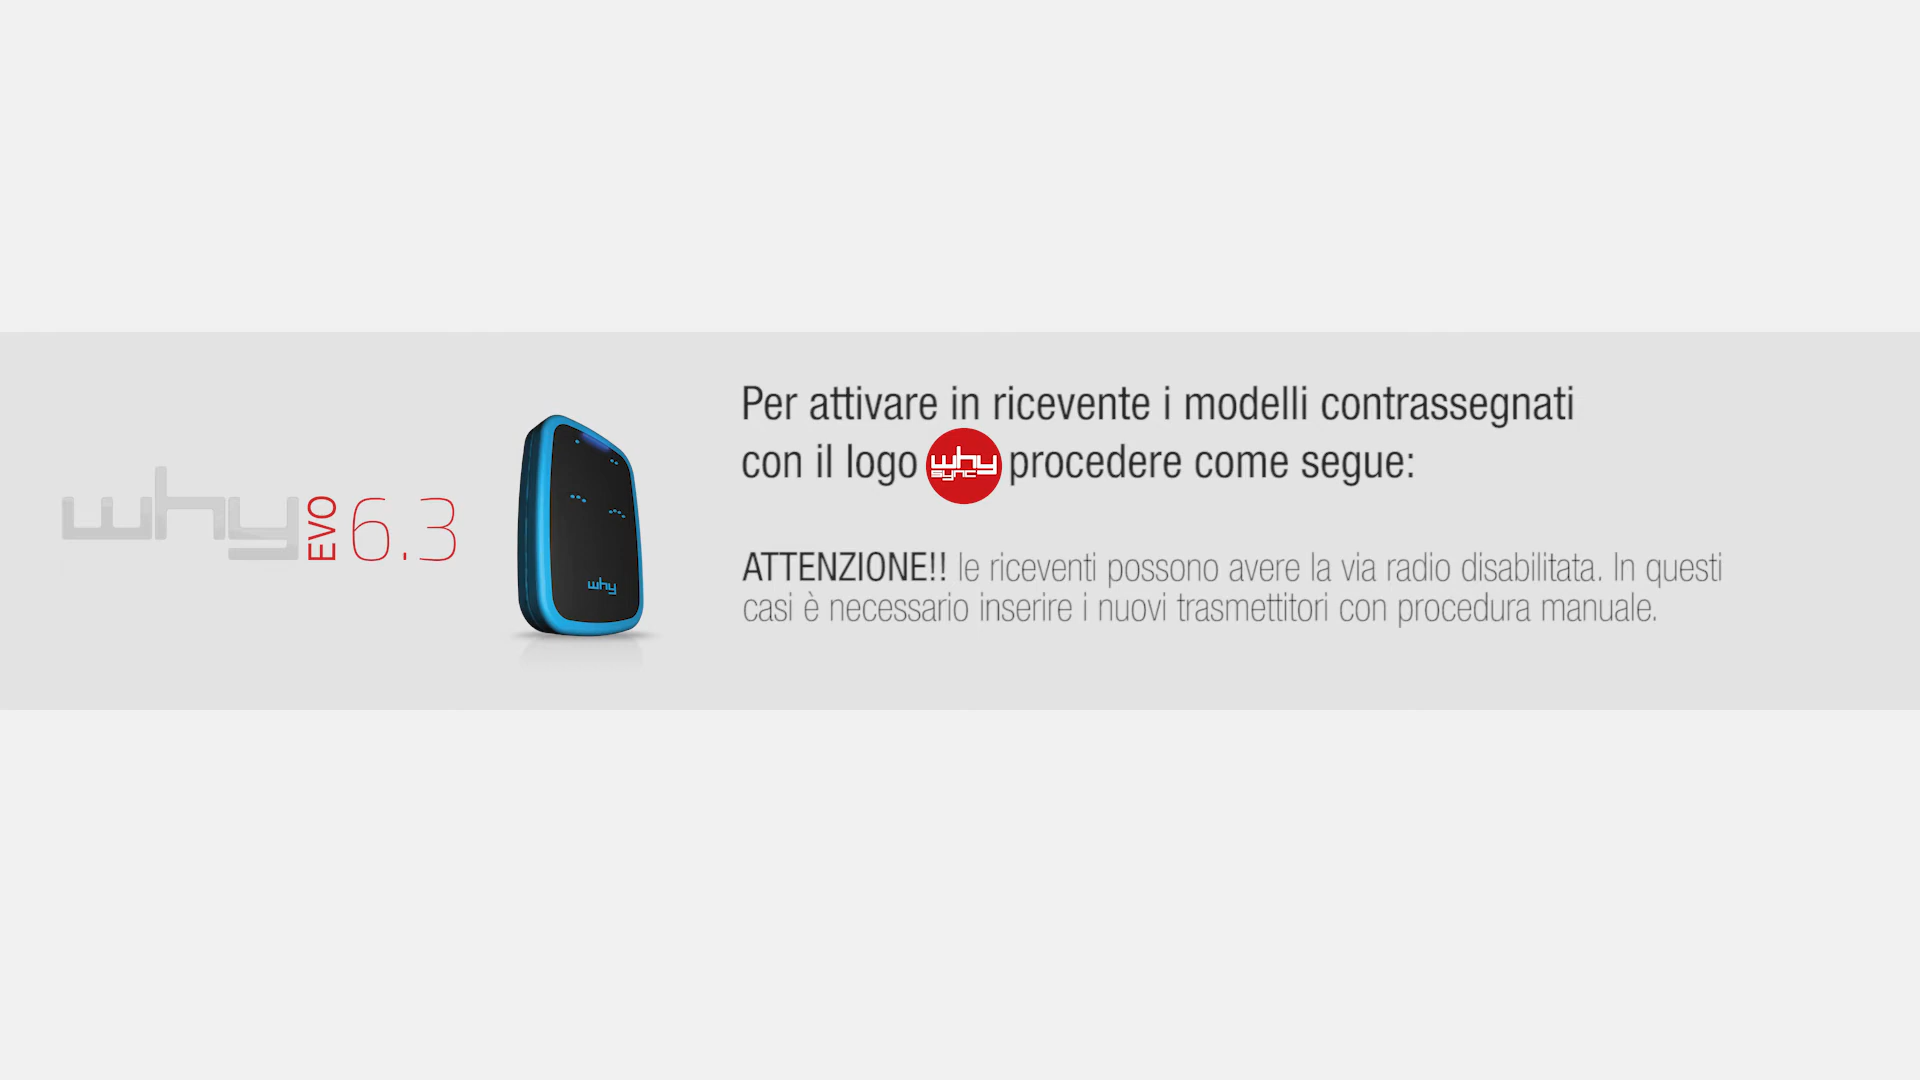 why EVO 6.3
why
Per attivare in ricevente i modelli contrassegnati
con il logo why sync procedere come segue:
ATTENZIONE!! le riceventi possono avere la via radio disabilitata. In questi
casi è necessario inserire i nuovi trasmettitori con procedura manuale.